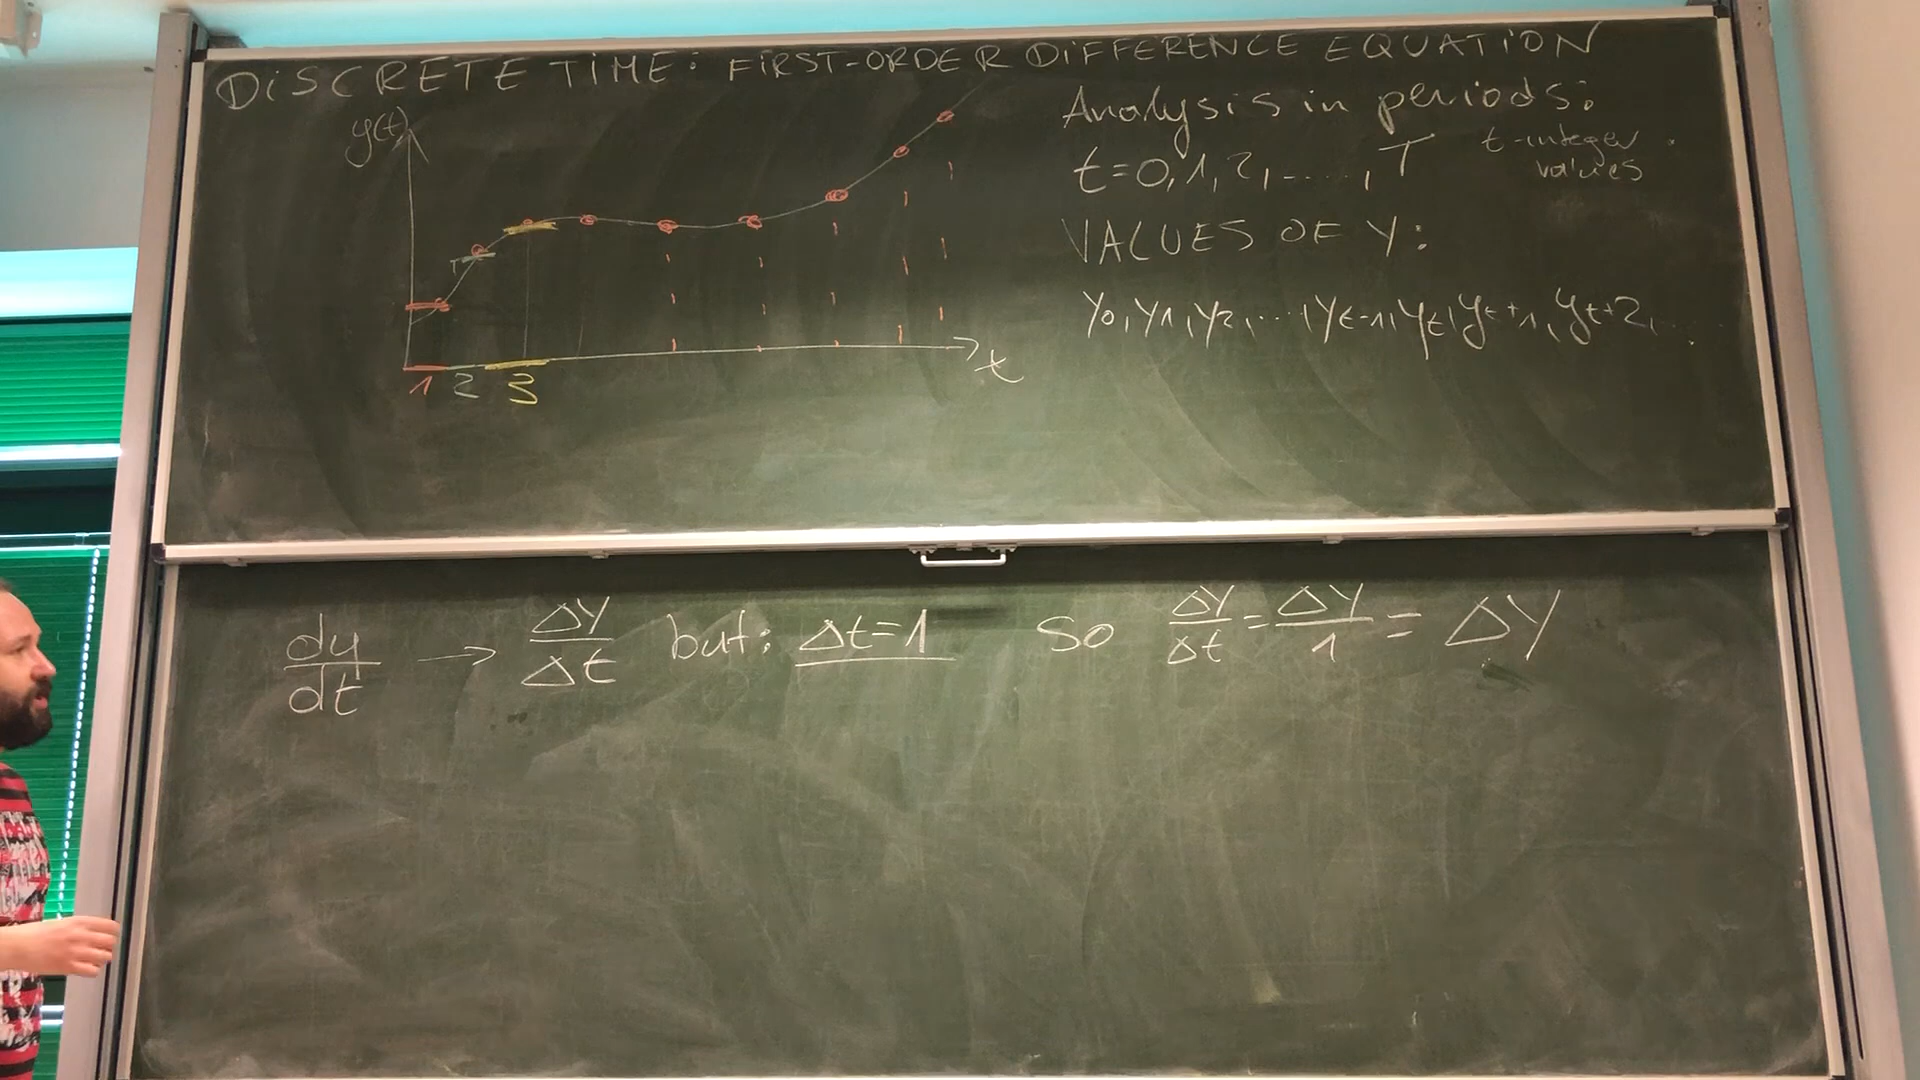 DISCRETE TIME: FIRST-ORDER DIFFERENCE EQUATION
y(t)
1 2 3
t
Analysis in periods:
t=0,1,2,....,T
t-integer values
VALUES OF Y:
y0,y1,y2,....,yt-1,yt,yt+1,yt+2,...
dy/dt → ΔY/Δt but: Δt=1 So ΔY/Δt = ΔY/1 = ΔY